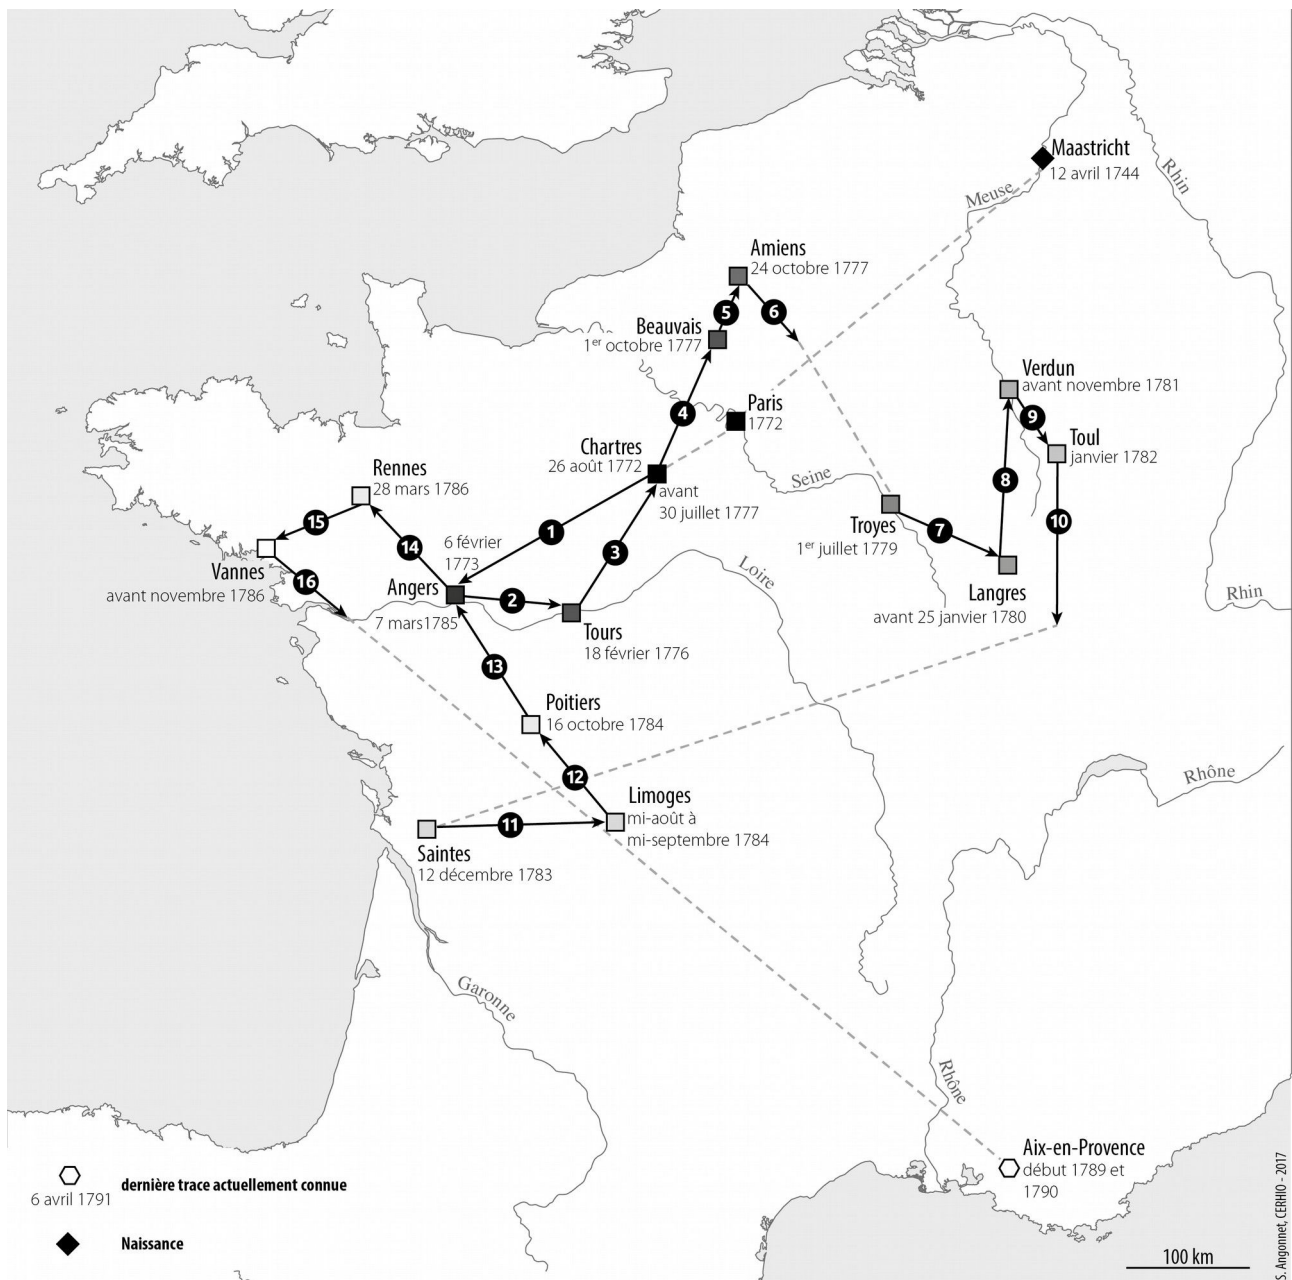 Maastricht
12 avril 1744
Rhin
Meuse
Amiens
24 octobre 1777
5
6
Beauvais
1er octobre 1777
Verdun
avant novembre 1781
Paris
1772
4
9
Toul
janvier 1782
Chartres
26 août 1772
avant
30 juillet 1777
Rennes
28 mars 1786
Seine
8
15
1
10
Troyes
1er juillet 1779
7
14
6 février
1773
3
Vannes
avant novembre 1786
16
Angers
7 mars1785
2
Loire
Langres
avant 25 janvier 1780
Rhin
Tours
18 février 1776
13
Poitiers
16 octobre 1784
12
Rhône
Limoges
mi-août à
mi-septembre 1784
11
Saintes
12 décembre 1783
Garonne
Rhône
Aix-en-Provence
début 1789 et
1790
6 avril 1791
dernière trace actuellement connue
Naissance
100 km
S. Angonnet, CERHIO - 2017